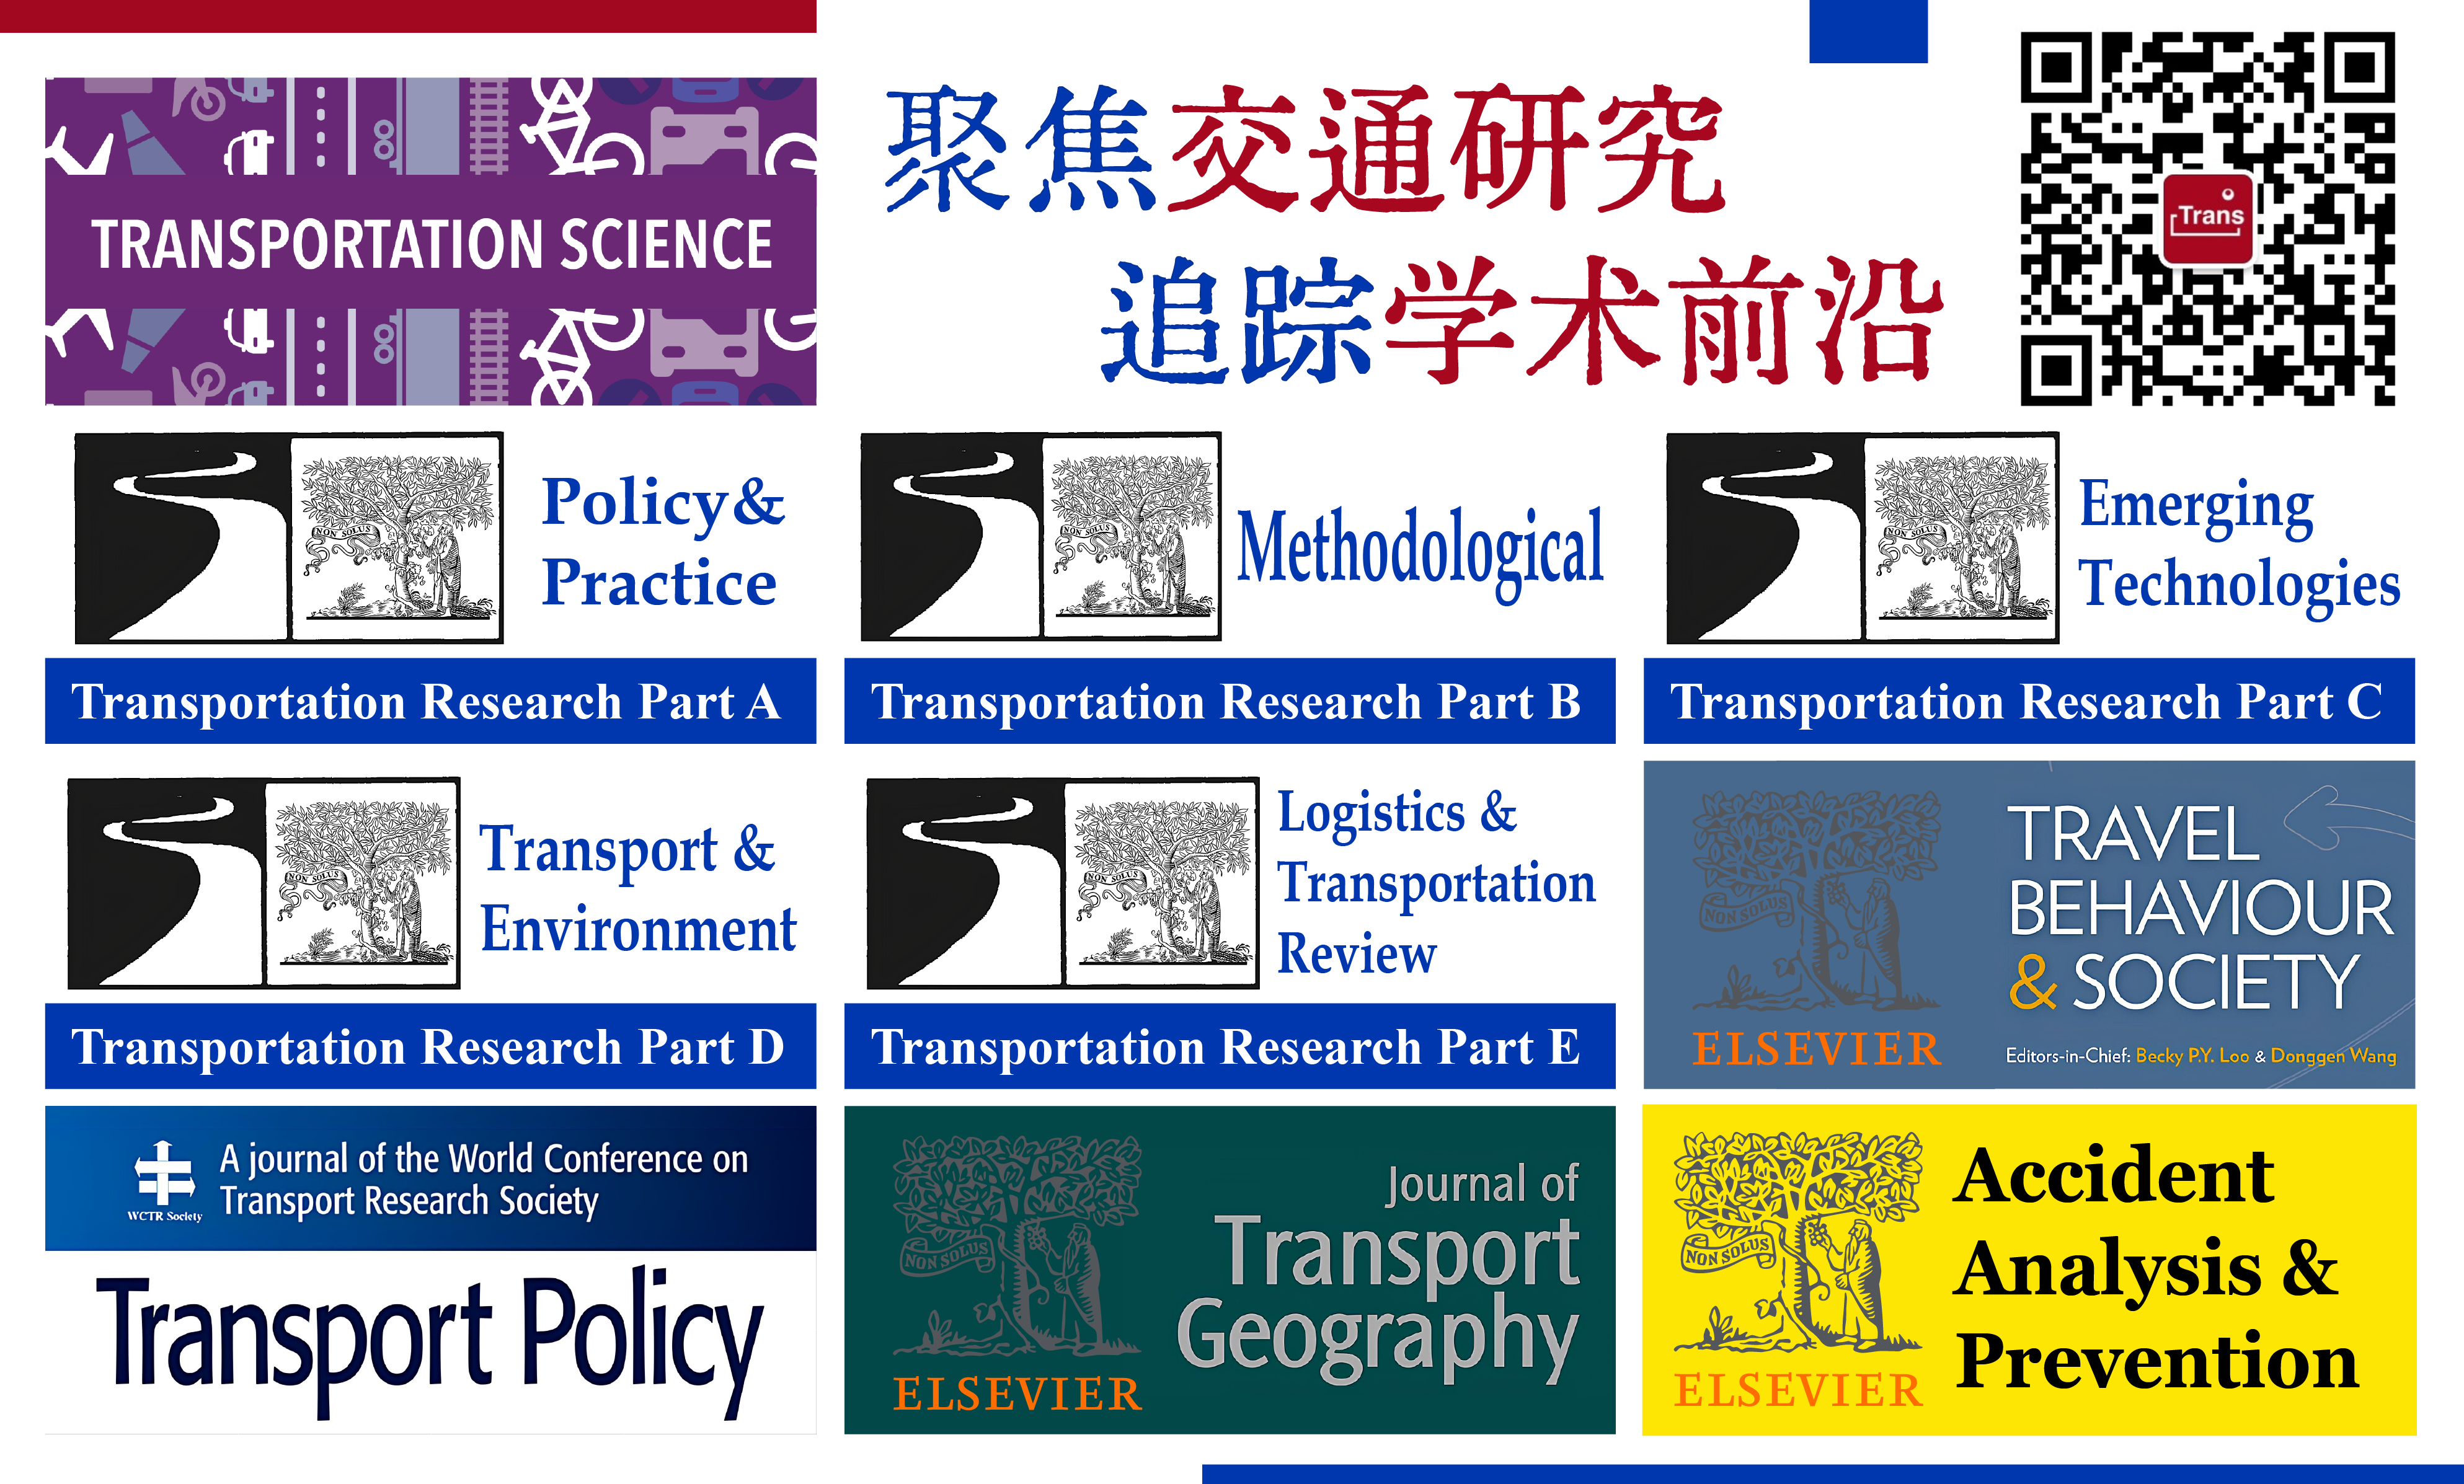 TRANSPORTATION SCIENCE
聚焦交通研究
追踪学术前沿
Trans
NON SOLUS
Policy&
Practice
Transportation Research Part A
NON SOLUS
Methodological
Transportation Research Part B
NON SOLUS
Emerging
Technologies
Transportation Research Part C
NON SOLUS
Transport &
Environment
Transportation Research Part D
NON SOLUS
Logistics &
Transportation
Review
Transportation Research Part E
NON SOLUS
ELSEVIER
TRAVEL
BEHAVIOUR
& SOCIETY
Editors-in-Chief: Becky P.Y. Loo & Donggen Wang
WCTR Society
A journal of the World Conference on
Transport Research Society
Transport Policy
NON SOLUS
ELSEVIER
Journal of
Transport
Geography
NON SOLUS
ELSEVIER
Accident
Analysis &
Prevention